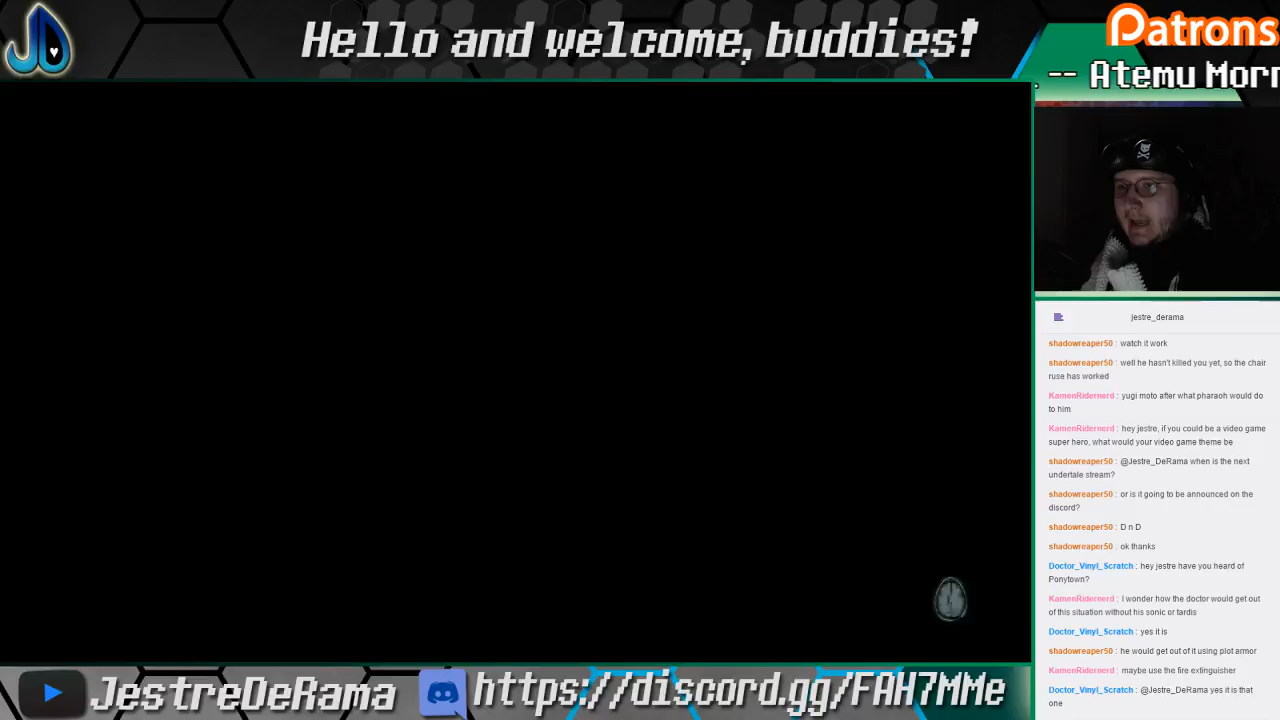 Hello and welcome, buddies!
Patrons
. -- Atemu Morr
jestre_derama
shadowreaper50 : watch it work
shadowreaper50 : well he hasn't killed you yet, so the chair
ruse has worked
KamenRidernerd : yugi moto after what pharaoh would do
to him
KamenRidernerd : hey jestre, if you could be a video game
super hero, what would your video game theme be
shadowreaper50 : @Jestre_DeRama when is the next
undertale stream?
shadowreaper50 : or is it going to be announced on the
discord?
shadowreaper50 : D n D
shadowreaper50 : ok thanks
Doctor_Vinyl_Scratch : hey jestre have you heard of
Ponytown?
KamenRidernerd : I wonder how the doctor would get out
of this situation without his sonic or tardis
Doctor_Vinyl_Scratch : yes it is
shadowreaper50 : he would get out of it using plot armor
KamenRidernerd : maybe use the fire extinguisher
Doctor_Vinyl_Scratch : @Jestre_DeRama yes it is that
one
JestreDeRama
https://discord.gg/FAH7MMe